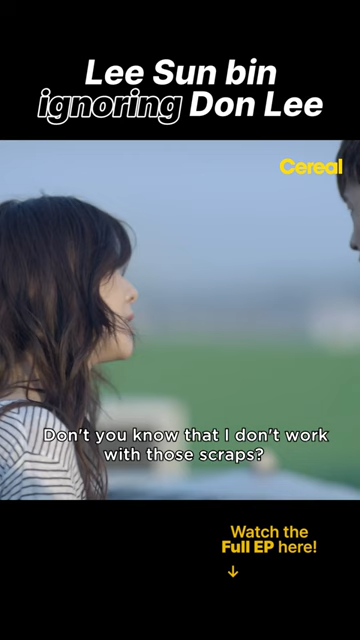 Lee Sun bin
ignoring Don Lee
Cereal
Don't you know that I don't work
with those scraps?
Watch the
Full EP here!